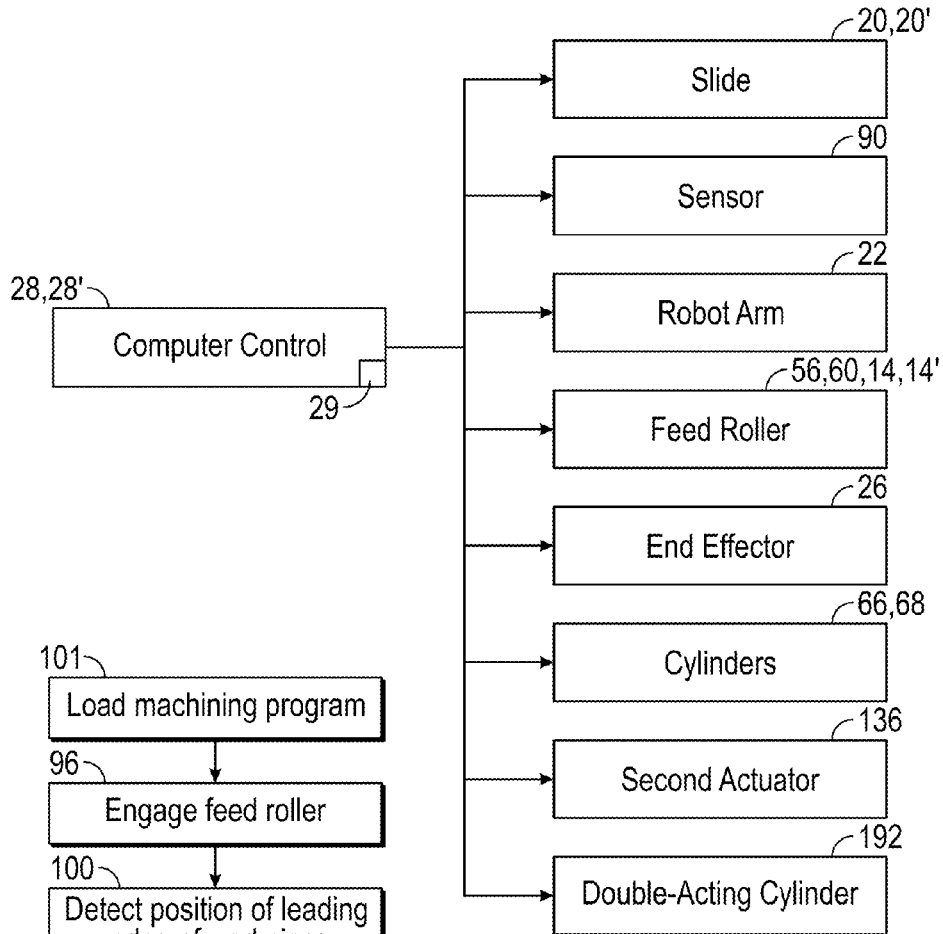 20,20'
Slide
90
Sensor
22
Robot Arm
28,28'
Computer Control
29
56,60,14,14'
Feed Roller
26
End Effector
66,68
Cylinders
136
Second Actuator
192
Double-Acting Cylinder
101
Load machining program
96
Engage feed roller
100
Detect position of leading